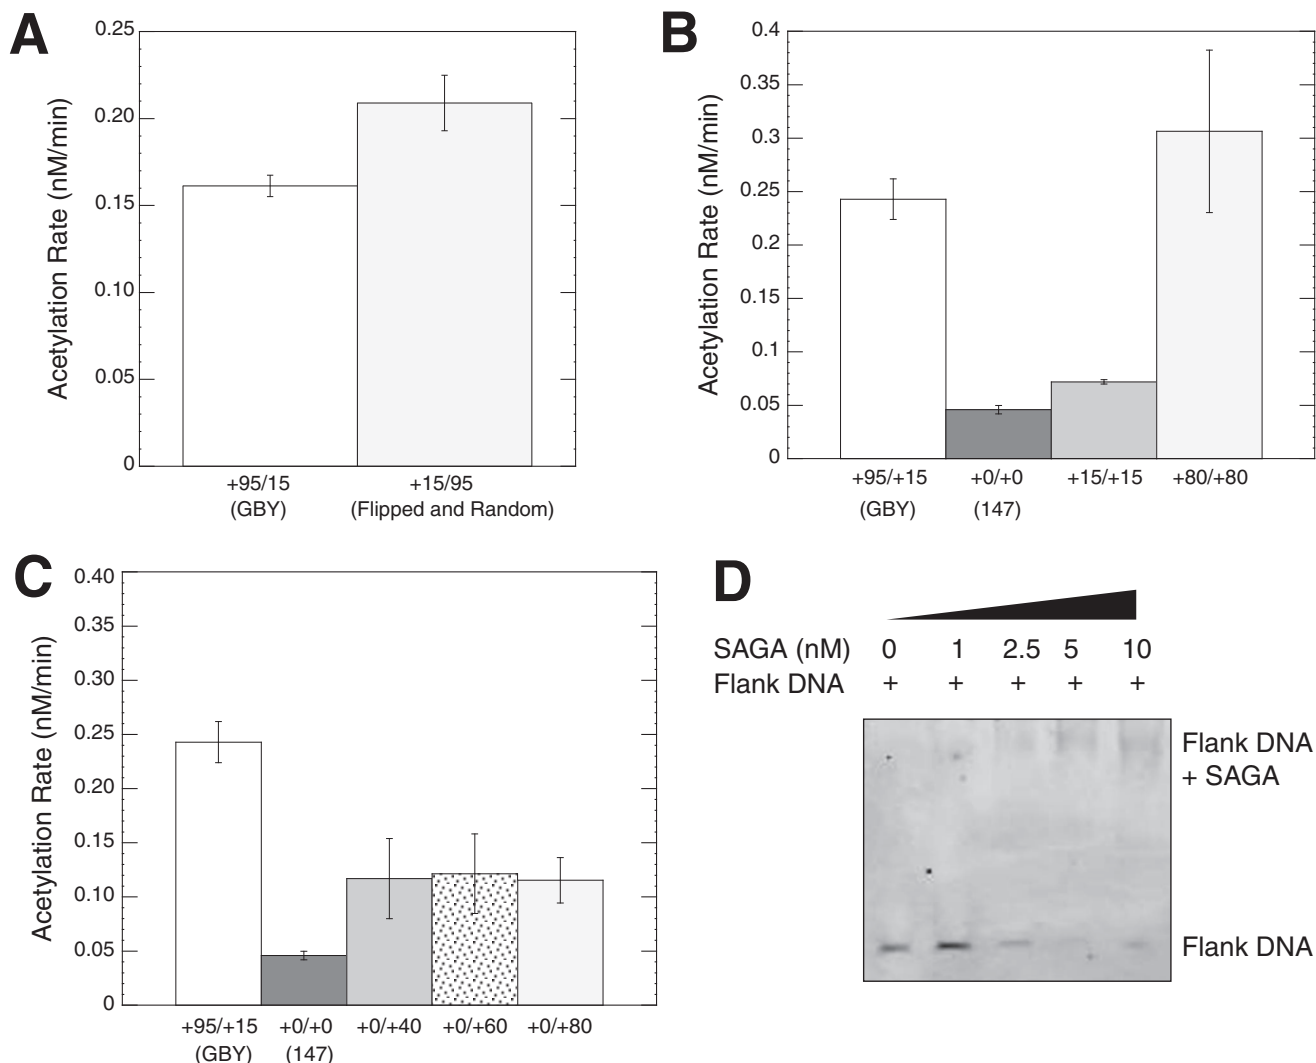 A
Acetylation Rate (nM/min)
0.25
0.20
0.15
0.10
0.05
0
+95/15
(GBY)
+15/95
(Flipped and Random)
B
Acetylation Rate (nM/min)
0.4
0.35
0.3
0.25
0.2
0.15
0.1
0.05
0
+95/+15
(GBY)
+0/+0
(147)
+15/+15
+80/+80
C
Acetylation Rate (nM/min)
0.40
0.35
0.30
0.25
0.20
0.15
0.10
0.05
0
+95/+15
(GBY)
+0/+0
(147)
+0/+40
+0/+60
+0/+80
D
SAGA (nM) 0 1 2.5 5 10
Flank DNA + + + + +
Flank DNA
+ SAGA
Flank DNA